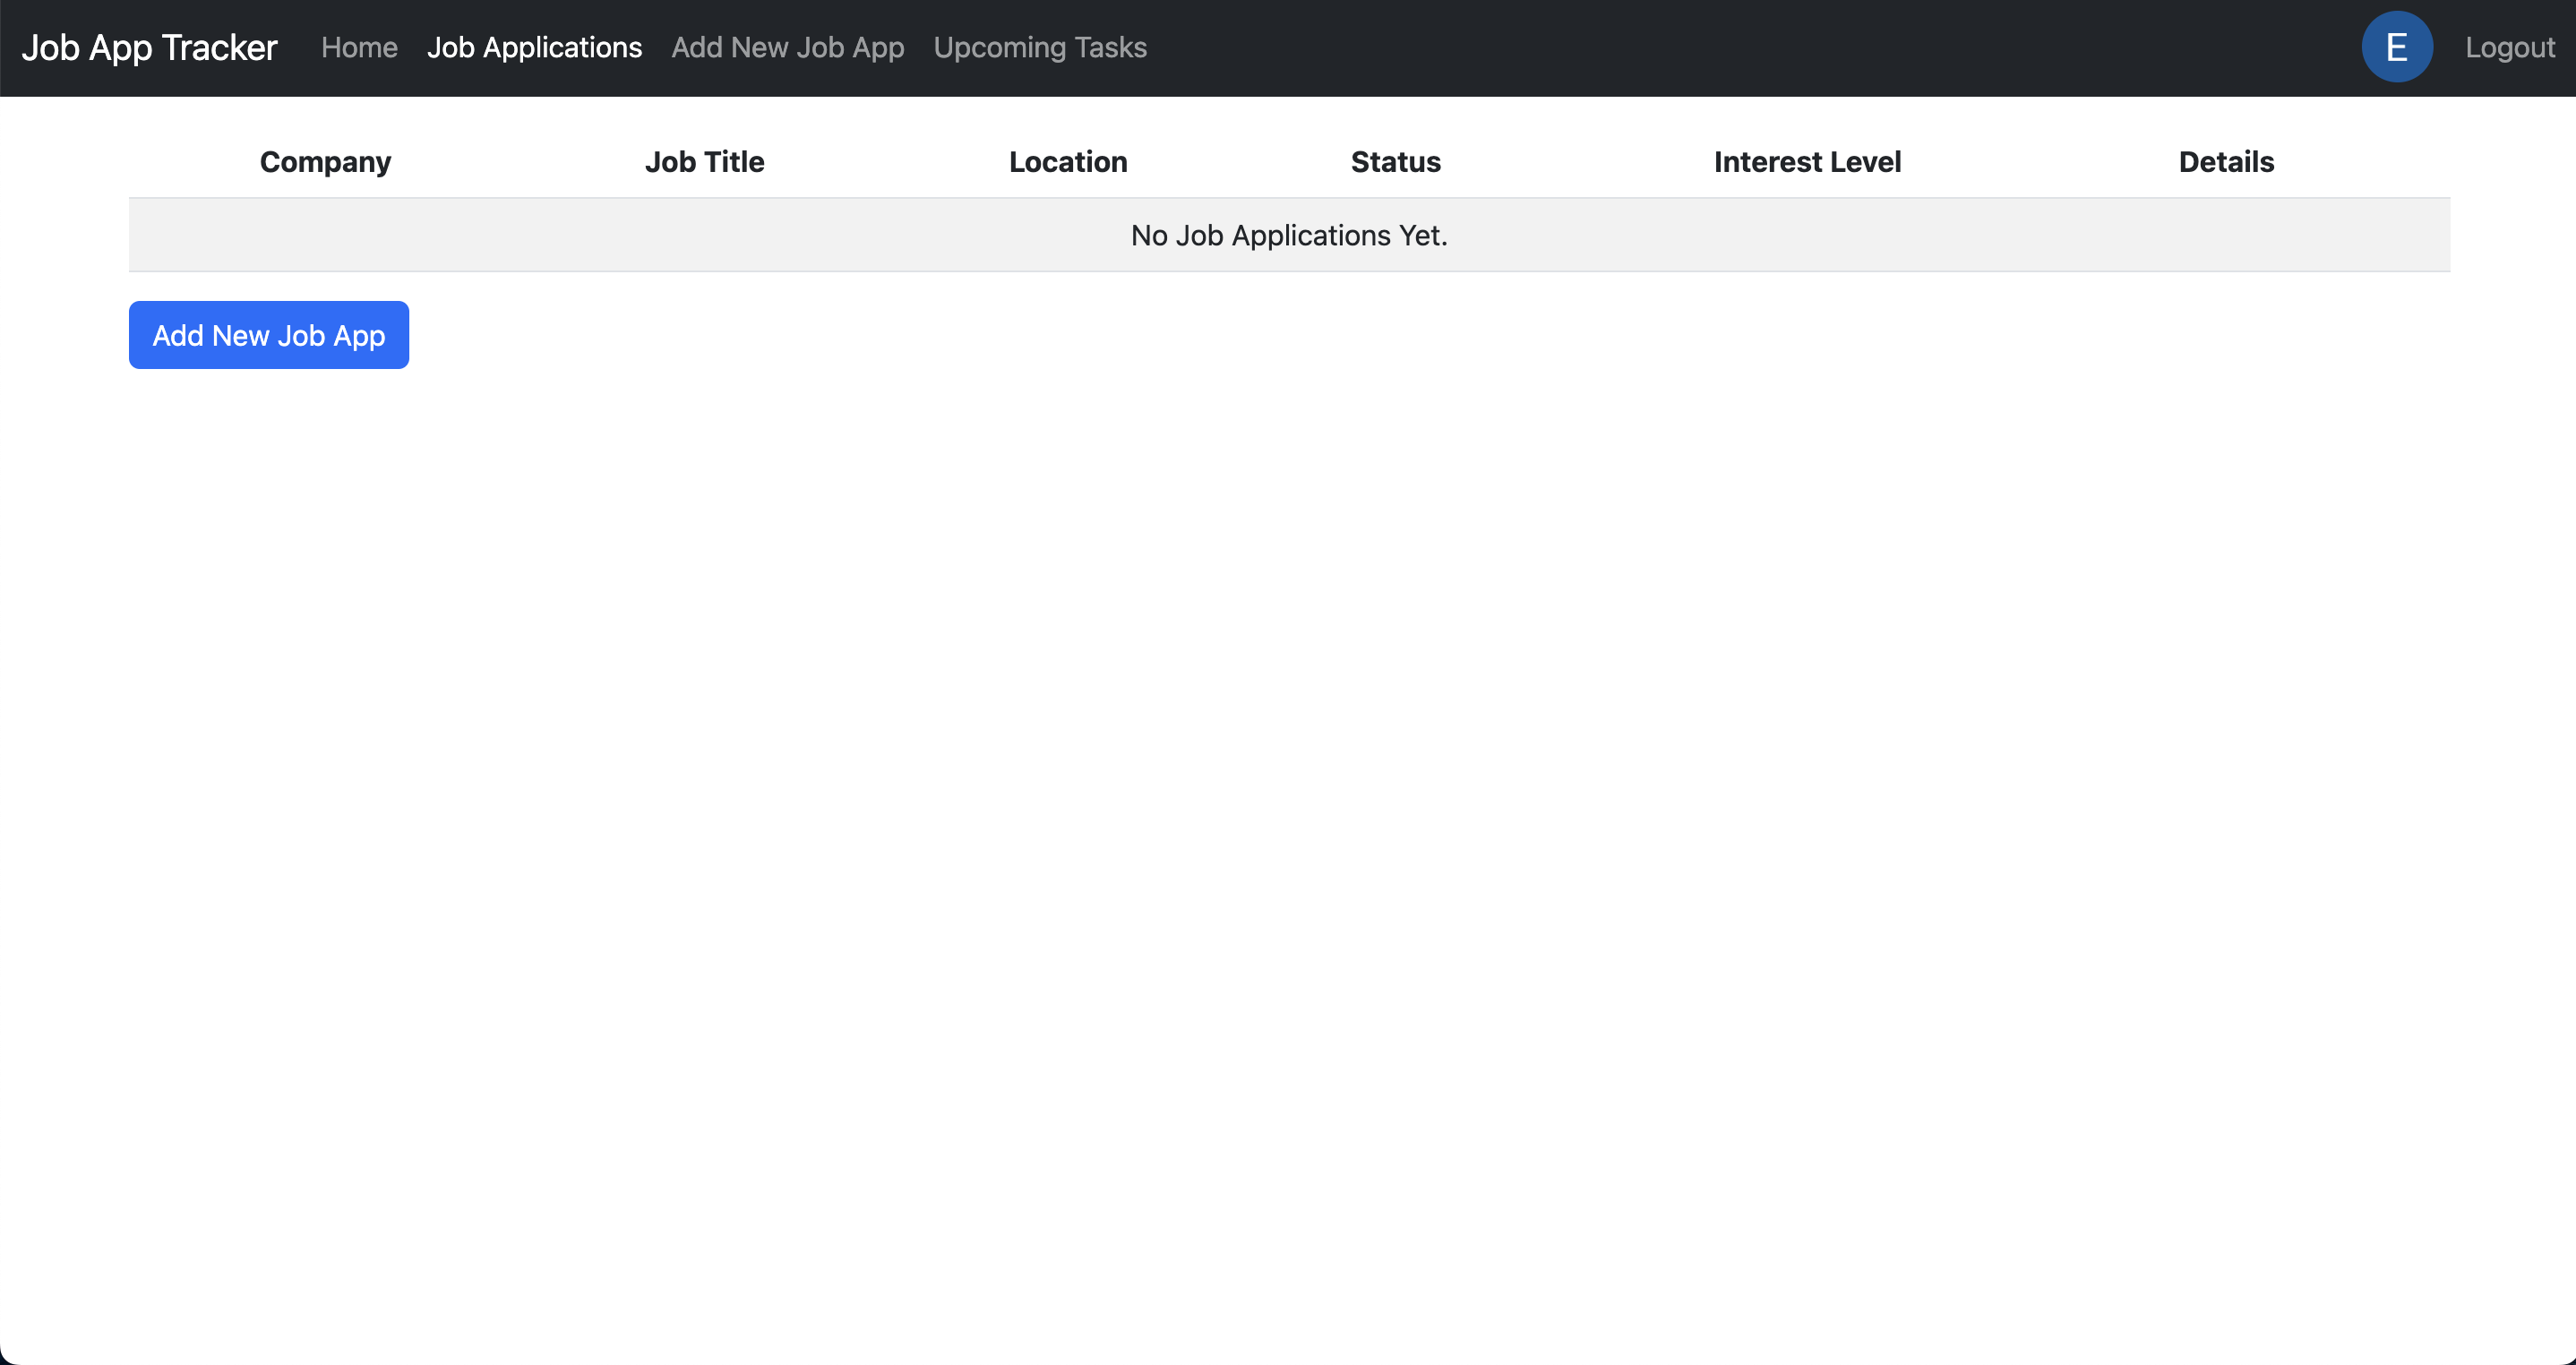 Job App Tracker Home Job Applications Add New Job App Upcoming Tasks E Logout
Company Job Title Location Status Interest Level Details
No Job Applications Yet.
Add New Job App